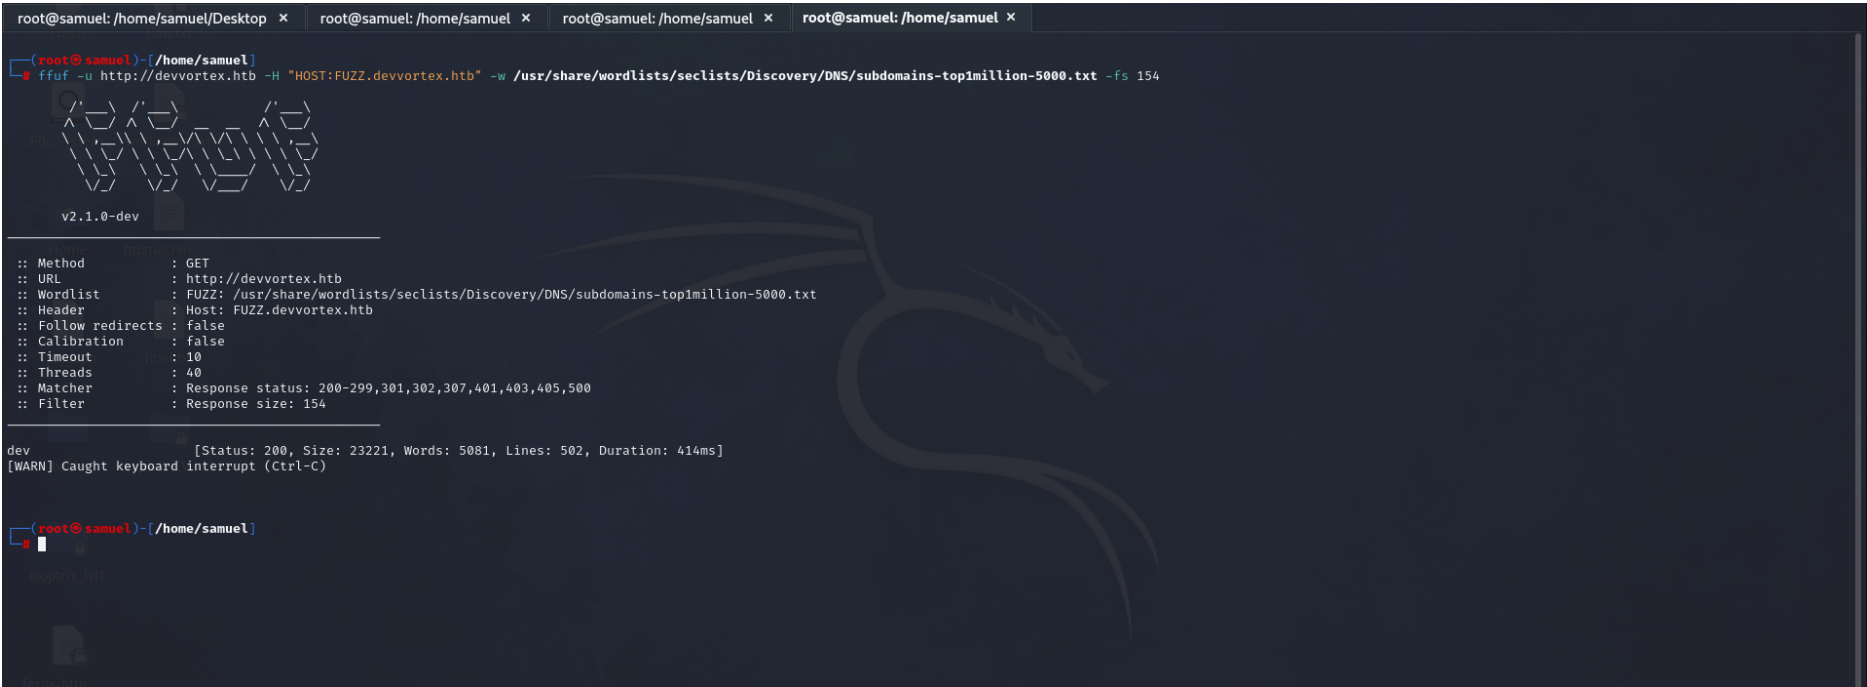 root@samuel: /home/samuel/Desktop × root@samuel: /home/samuel × root@samuel: /home/samuel × root@samuel: /home/samuel ×
┌──(root㉿samuel)-[/home/samuel]
└─# ffuf -u http://devvortex.htb -H "HOST:FUZZ.devvortex.htb" -w /usr/share/wordlists/seclists/Discovery/DNS/subdomains-top1million-5000.txt -fs 154
v2.1.0-dev
Home
:: Method : GET
:: URL : http://devvortex.htb
:: Wordlist : FUZZ: /usr/share/wordlists/seclists/Discovery/DNS/subdomains-top1million-5000.txt
:: Header : Host: FUZZ.devvortex.htb
:: Follow redirects : false
:: Calibration : false
:: Timeout : 10
:: Threads : 40
:: Matcher : Response status: 200-299,301,302,307,401,403,405,500
:: Filter : Response size: 154
dev [Status: 200, Size: 23221, Words: 5081, Lines: 502, Duration: 414ms]
[WARN] Caught keyboard interrupt (Ctrl-C)
┌──(root㉿samuel)-[/home/samuel]
└─#
kioptrix_lvl1